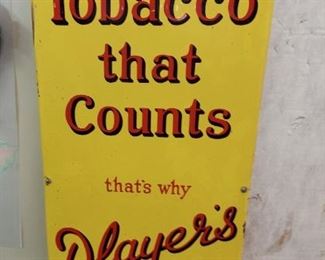 Tobacco
that
Counts
that's why
Player's